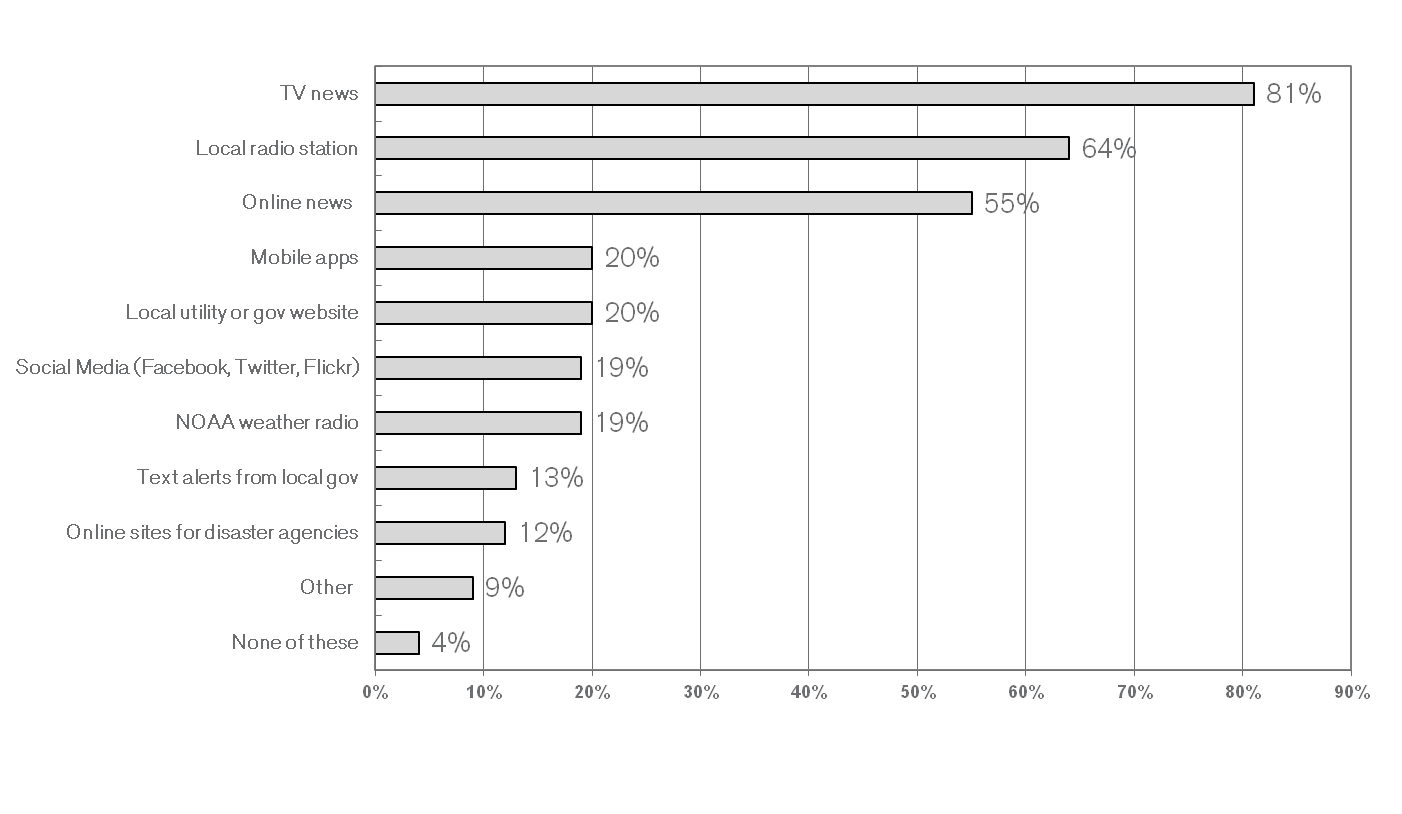 TV news 81%
Local radio station 64%
Online news 55%
Mobile apps 20%
Local utility or gov website 20%
Social Media (Facebook, Twitter, Flickr) 19%
NOAA weather radio 19%
Text alerts from local gov 13%
Online sites for disaster agencies 12%
Other 9%
None of these 4%
0% 10% 20% 30% 40% 50% 60% 70% 80% 90%